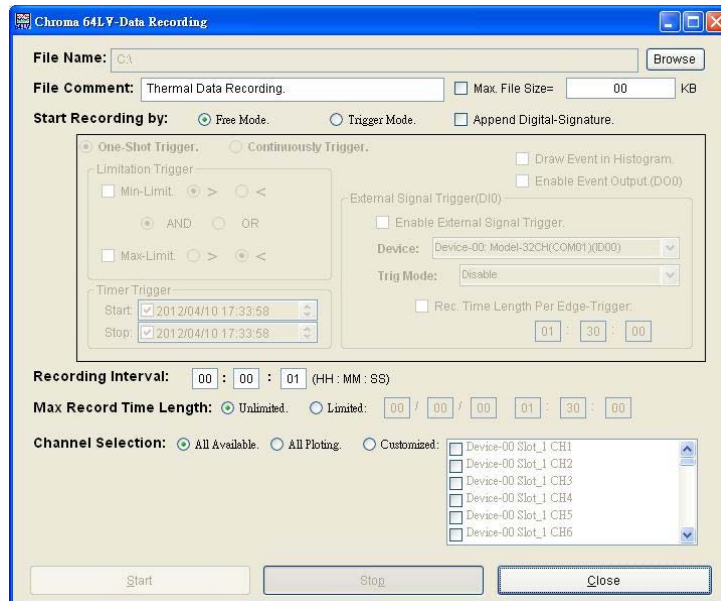 Chroma 64LV-Data Recording
File Name: C:\ Browse
File Comment: Thermal Data Recording. Max. File Size= 00 KB
Start Recording by: Free Mode. Trigger Mode. Append Digital-Signature.
One-Shot Trigger. Continuously Trigger.
Draw Event in Histogram.
Enable Event Output.(DO0)
Limitation Trigger
Min-Limit. > <
AND OR
Max-Limit. > <
External Signal Trigger(DI0)
Enable External Signal Trigger.
Device: Device-00: Model-32CH(COM01)(ID00)
Trig Mode: Disable
Rec. Time Length Per Edge-Trigger:
01 : 30 : 00
Timer Trigger
Start: 2012/04/10 17:33:58
Stop: 2012/04/10 17:33:58
Recording Interval: 00 : 00 : 01 (HH : MM : SS)
Max Record Time Length: Unlimited. Limited: 00 / 00 / 00 01 : 30 : 00
Channel Selection: All Available. All Ploting. Customized:
Device-00 Slot_1 CH1
Device-00 Slot_1 CH2
Device-00 Slot_1 CH3
Device-00 Slot_1 CH4
Device-00 Slot_1 CH5
Device-00 Slot_1 CH6
Start Stop Close